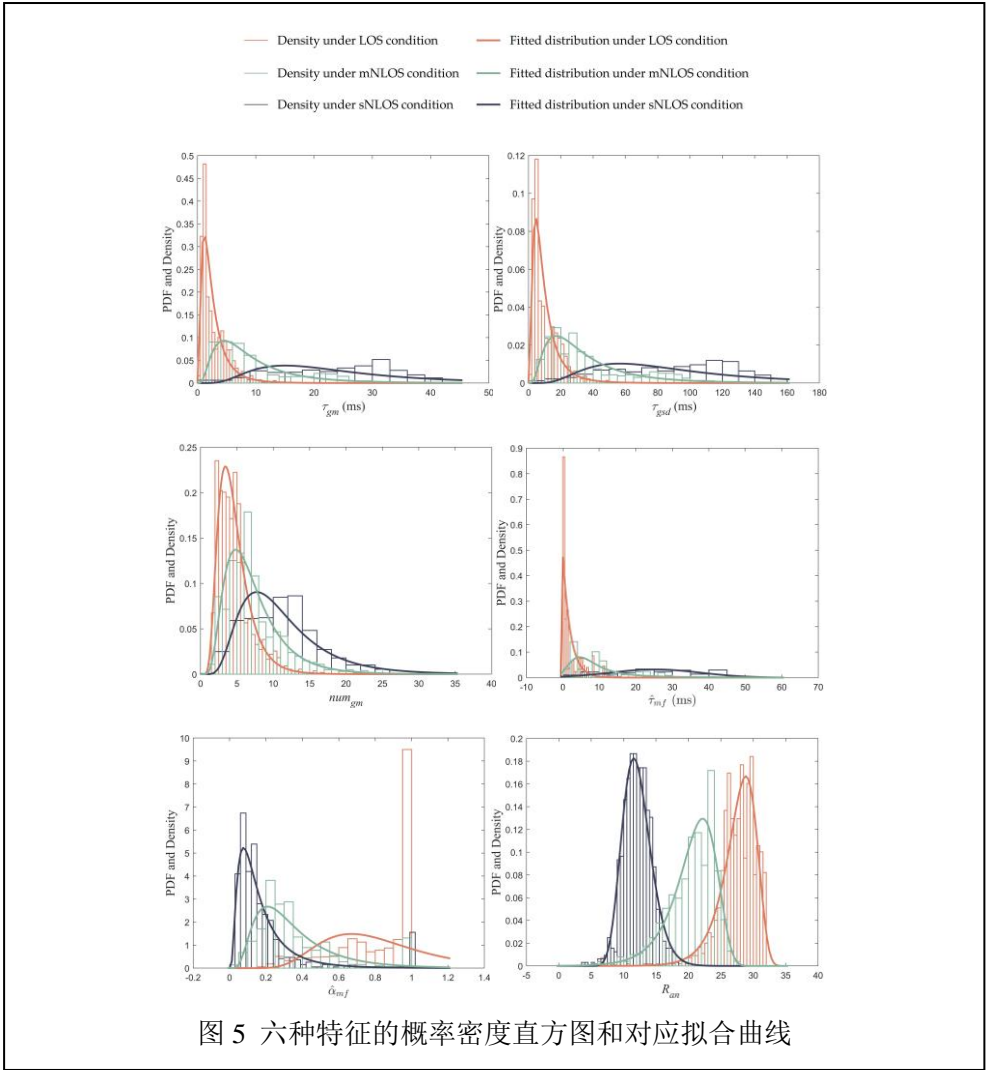 Density under LOS condition
Fitted distribution under LOS condition
Density under mNLOS condition
Fitted distribution under mNLOS condition
Density under sNLOS condition
Fitted distribution under sNLOS condition
0.5
0.45
0.4
0.35
0.3
0.25
0.2
0.15
0.1
0.05
0
PDF and Density
0 10 20 30 40 50
τgm (ms)
0.12
0.1
0.08
0.06
0.04
0.02
0
PDF and Density
0 20 40 60 80 100 120 140 160 180
τgsd (ms)
0.25
0.2
0.15
0.1
0.05
0
PDF and Density
0 5 10 15 20 25 30 35 40
numgm
0.9
0.8
0.7
0.6
0.5
0.4
0.3
0.2
0.1
0
PDF and Density
-10 0 10 20 30 40 50 60 70
τ̂mf (ms)
10
9
8
7
6
5
4
3
2
1
0
PDF and Density
-0.2 0 0.2 0.4 0.6 0.8 1 1.2 1.4
α̂mf
0.2
0.18
0.16
0.14
0.12
0.1
0.08
0.06
0.04
0.02
0
PDF and Density
-5 0 5 10 15 20 25 30 35 40
Ran
图 5 六种特征的概率密度直方图和对应拟合曲线